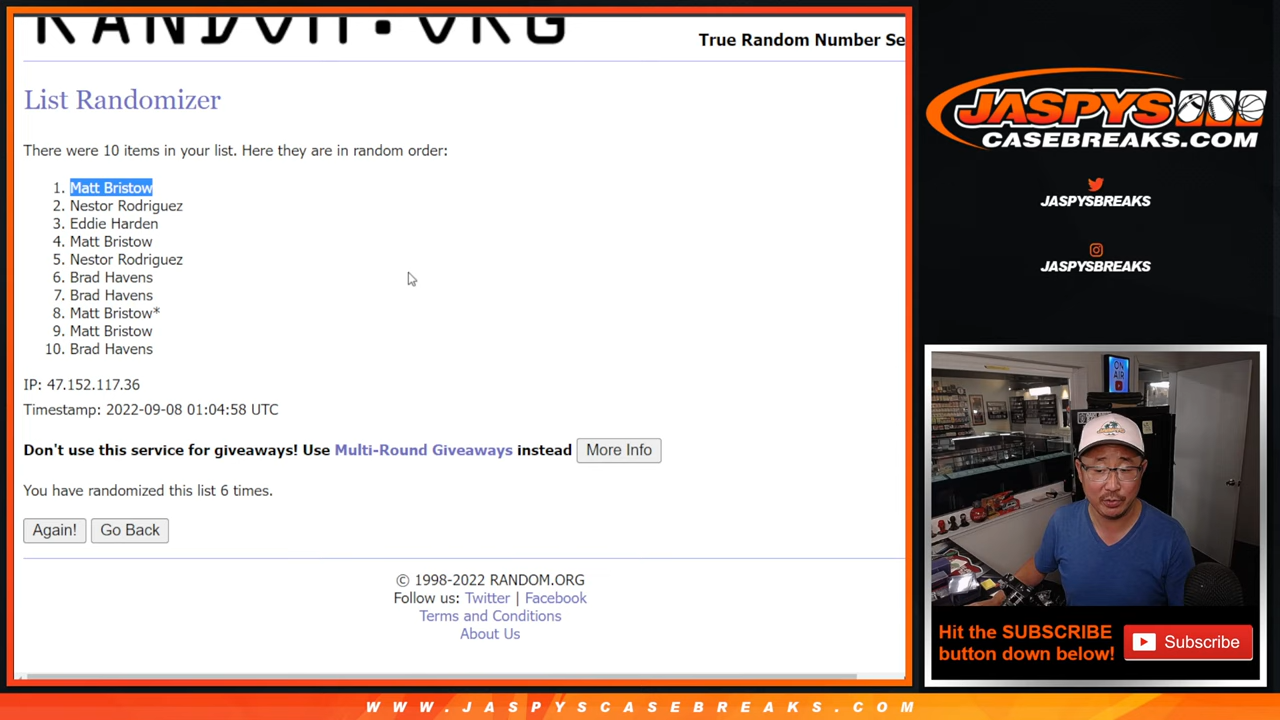 RANDOM.ORG
True Random Number Se
List Randomizer
There were 10 items in your list. Here they are in random order:
1. Matt Bristow
2. Nestor Rodriguez
3. Eddie Harden
4. Matt Bristow
5. Nestor Rodriguez
6. Brad Havens
7. Brad Havens
8. Matt Bristow*
9. Matt Bristow
10. Brad Havens
IP: 47.152.117.36
Timestamp: 2022-09-08 01:04:58 UTC
Don't use this service for giveaways! Use Multi-Round Giveaways instead More Info
You have randomized this list 6 times.
Again! Go Back
© 1998-2022 RANDOM.ORG
Follow us: Twitter | Facebook
Terms and Conditions
About Us
JASPYS
CASEBREAKS.COM
JASPYSBREAKS
JASPYSBREAKS
ON
AIR
Hit the SUBSCRIBE
button down below!
Subscribe
WWW.JASPYSCASEBREAKS.COM